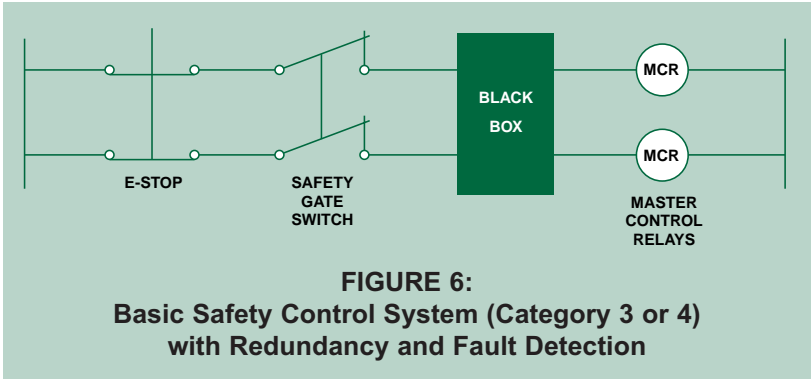 MCR
BLACK
BOX
MCR
E-STOP
SAFETY
GATE
SWITCH
MASTER
CONTROL
RELAYS
FIGURE 6:
Basic Safety Control System (Category 3 or 4)
with Redundancy and Fault Detection